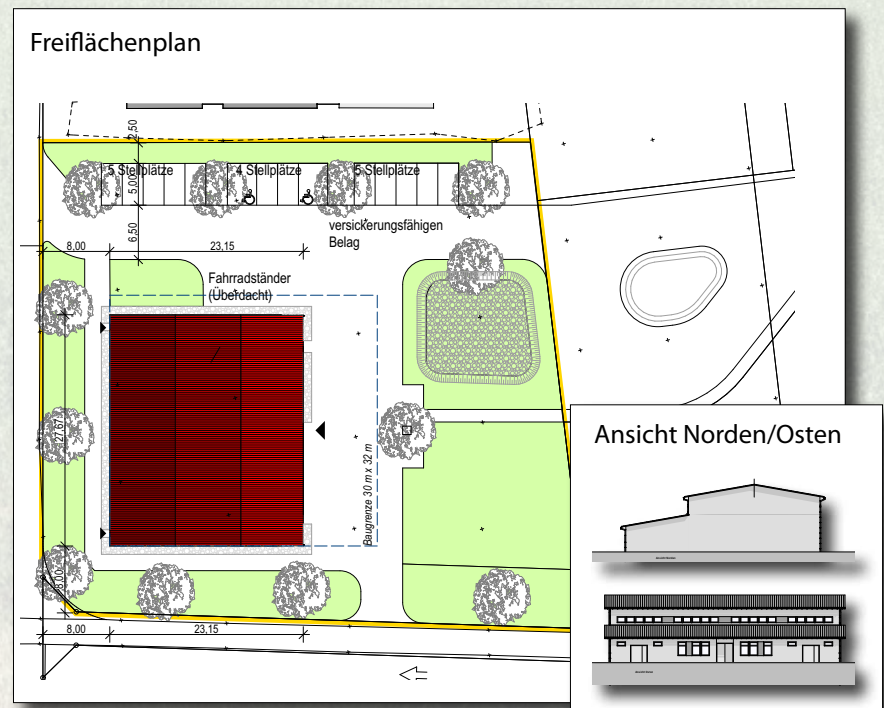 Freiflächenplan
2,50
5 Stellplätze
4 Stellplätze
5 Stellplätze
5,00
versickerungsfähigen
Belag
6,50
8,00
23,15
Fahrradständer
(Überdacht)
27,67
Baugrenze 30 m x 32 m
8,00
8,00
23,15
Ansicht Norden/Osten